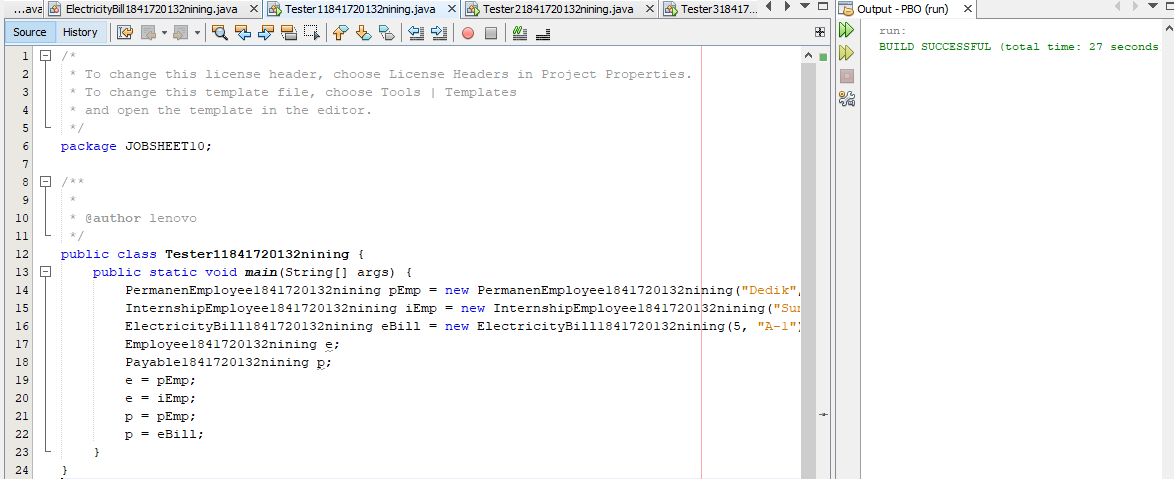 ...ava ElectricityBill1841720132nining.java Tester11841720132nining.java Tester21841720132nining.java Tester318417... Output - PBO (run)
Source History
run:
BUILD SUCCESSFUL (total time: 27 seconds
1 /*
2 * To change this license header, choose License Headers in Project Properties.
3 * To change this template file, choose Tools | Templates
4 * and open the template in the editor.
5 */
6 package JOBSHEET10;
7
8 /**
9 *
10 * @author lenovo
11 */
12 public class Tester11841720132nining {
13 public static void main(String[] args) {
14 PermanenEmployee1841720132nining pEmp = new PermanenEmployee1841720132nining("Dedik",
15 InternshipEmployee1841720132nining iEmp = new InternshipEmployee1841720132nining("Sun
16 ElectricityBill1841720132nining eBill = new ElectricityBill1841720132nining(5, "A-1")
17 Employee1841720132nining e;
18 Payable1841720132nining p;
19 e = pEmp;
20 e = iEmp;
21 p = pEmp;
22 p = eBill;
23 }
24 }